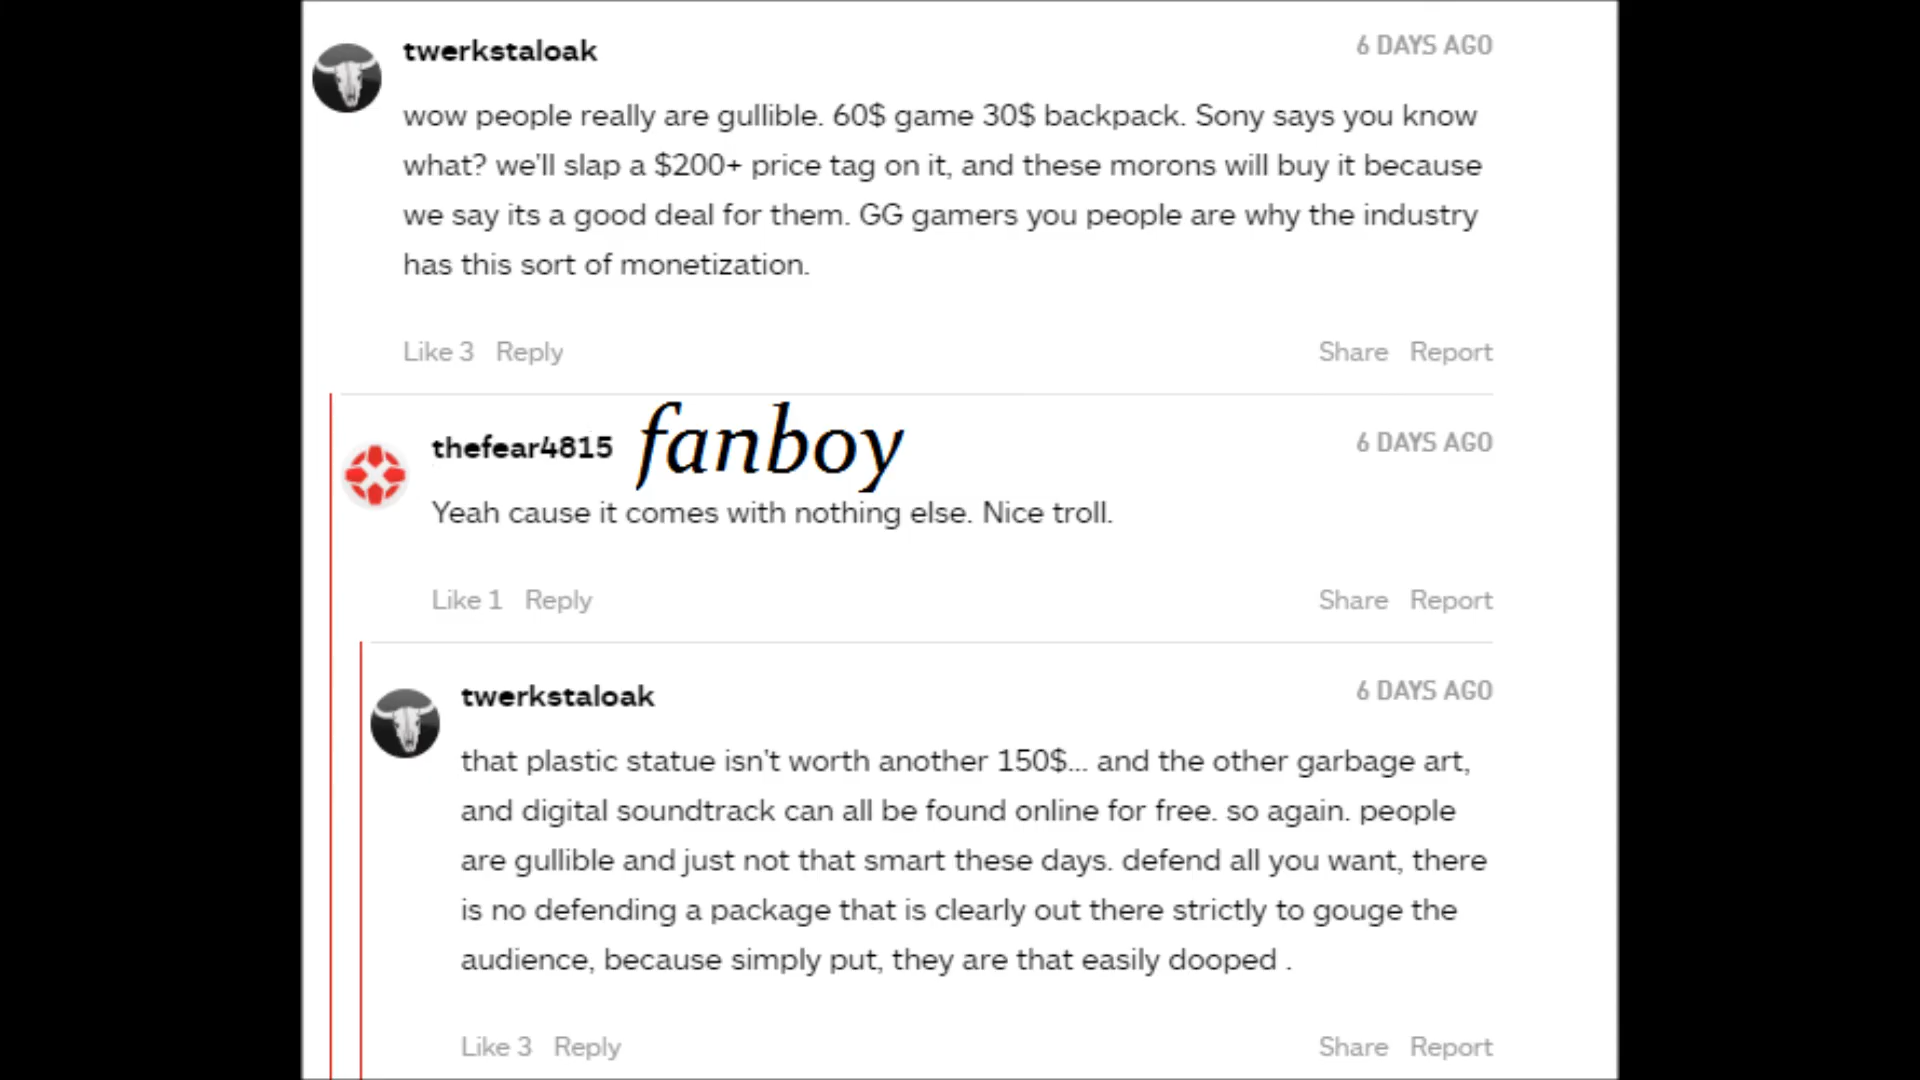 twerkstaloak 6 DAYS AGO
wow people really are gullible. 60$ game 30$ backpack. Sony says you know
what? we'll slap a $200+ price tag on it, and these morons will buy it because
we say its a good deal for them. GG gamers you people are why the industry
has this sort of monetization.
Like 3 Reply Share Report
thefear4815 fanboy 6 DAYS AGO
Yeah cause it comes with nothing else. Nice troll.
Like 1 Reply Share Report
twerkstaloak 6 DAYS AGO
that plastic statue isn't worth another 150$... and the other garbage art,
and digital soundtrack can all be found online for free. so again. people
are gullible and just not that smart these days. defend all you want, there
is no defending a package that is clearly out there strictly to gouge the
audience, because simply put, they are that easily dooped .
Like 3 Reply Share Report